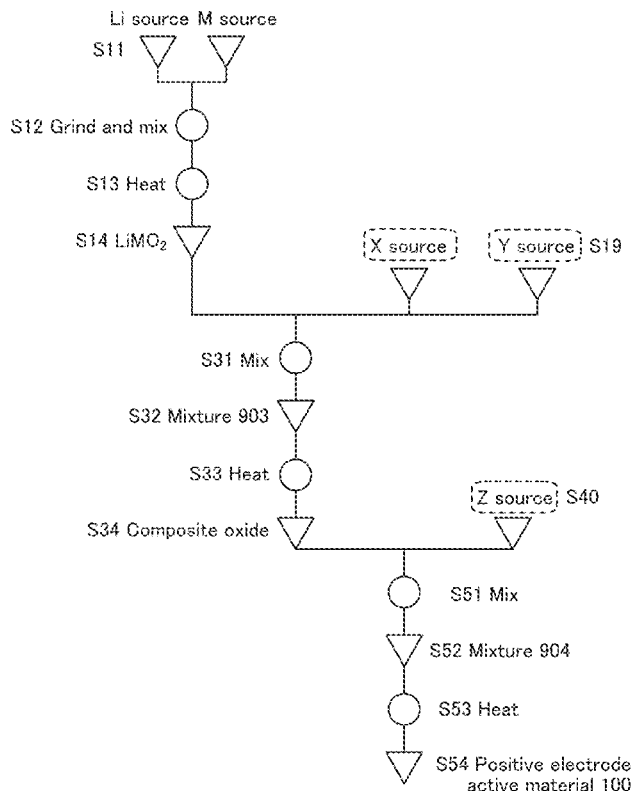 Li source M source
S11
S12 Grind and mix
S13 Heat
S14 LiMO₂
X source
Y source S19
S31 Mix
S32 Mixture 903
S33 Heat
Z source S40
S34 Composite oxide
S51 Mix
S52 Mixture 904
S53 Heat
S54 Positive electrode
active material 100